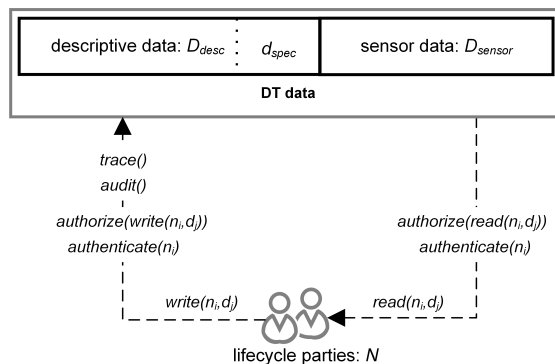 descriptive data: D_desc d_spec sensor data: D_sensor
DT data
trace()
audit()
authorize(write(n_i,d_j)) authorize(read(n_i,d_j))
authenticate(n_i) authenticate(n_i)
write(n_i,d_j) read(n_i,d_j)
lifecycle parties: N